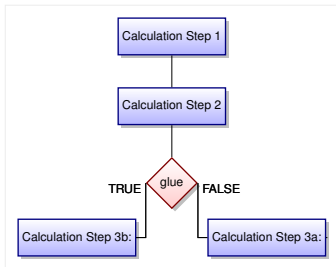 Calculation Step 1
Calculation Step 2
glue
TRUE
FALSE
Calculation Step 3b:
Calculation Step 3a: